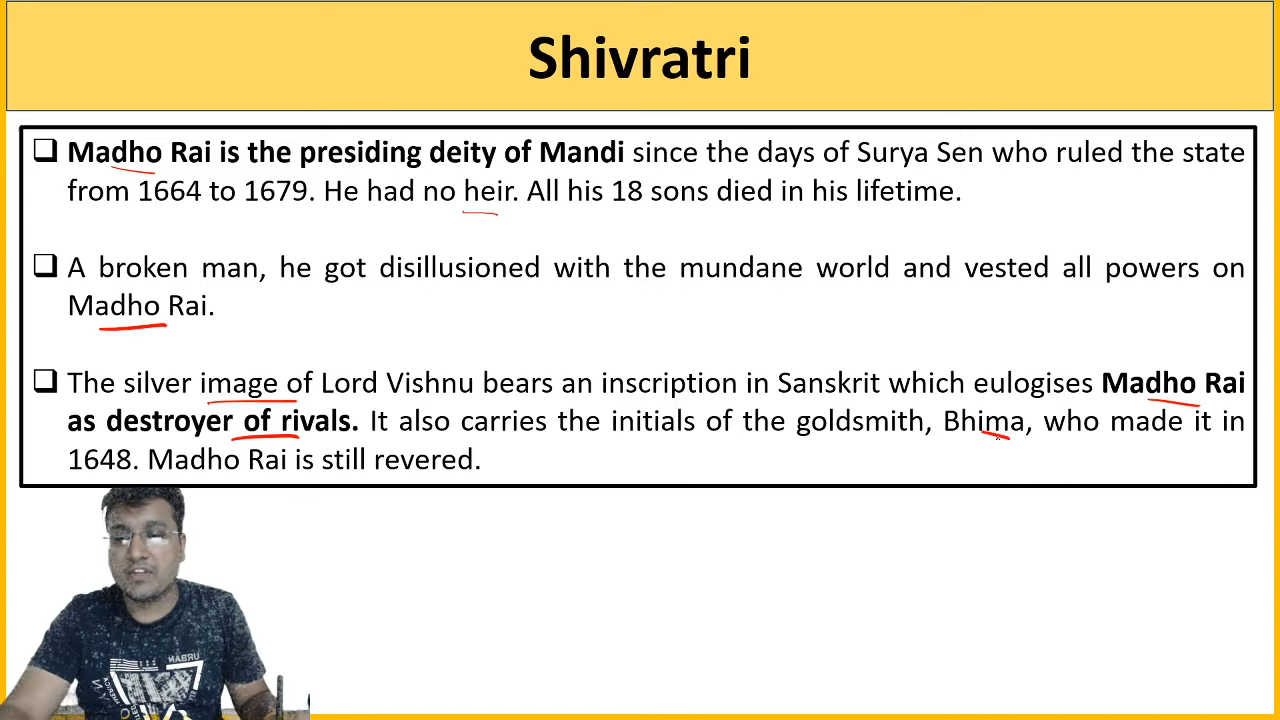 Shivratri
Madho Rai is the presiding deity of Mandi since the days of Surya Sen who ruled the state
from 1664 to 1679. He had no heir. All his 18 sons died in his lifetime.
A broken man, he got disillusioned with the mundane world and vested all powers on
Madho Rai.
The silver image of Lord Vishnu bears an inscription in Sanskrit which eulogises Madho Rai
as destroyer of rivals. It also carries the initials of the goldsmith, Bhima, who made it in
1648. Madho Rai is still revered.
URBAN
AMERICA